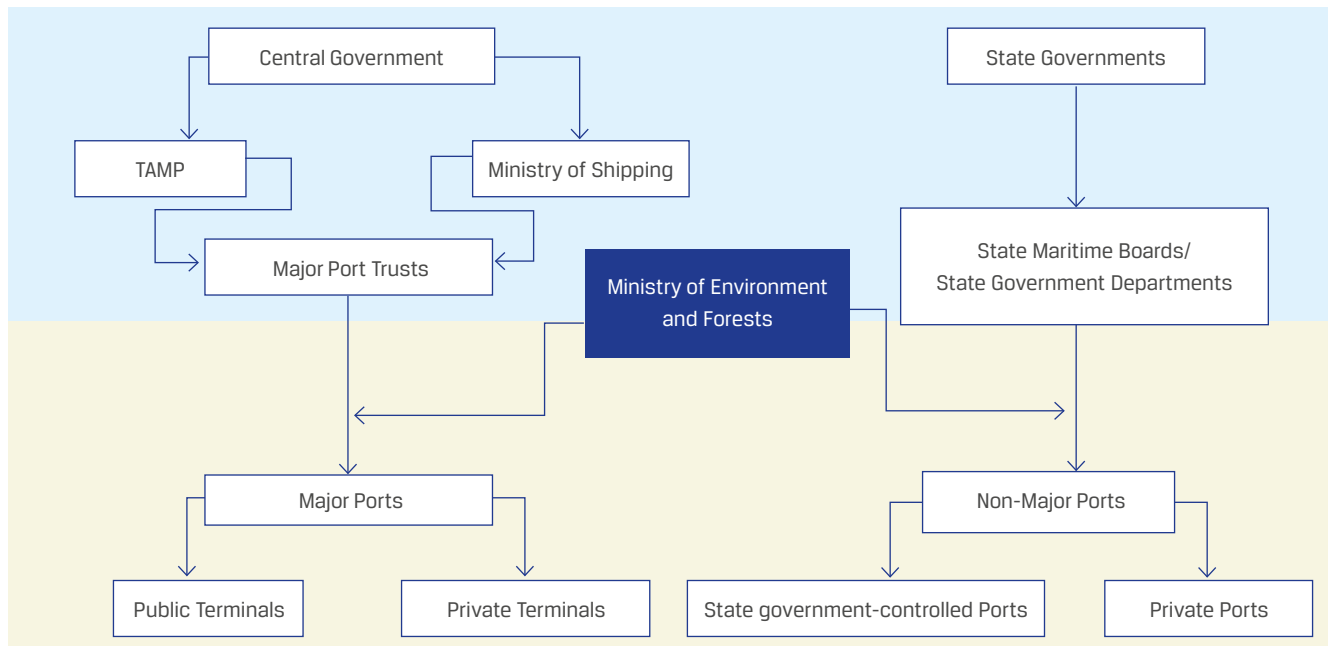 Central Government
State Governments
TAMP
Ministry of Shipping
Major Port Trusts
State Maritime Boards/
State Government Departments
Ministry of Environment
and Forests
Major Ports
Non-Major Ports
Public Terminals
Private Terminals
State government-controlled Ports
Private Ports